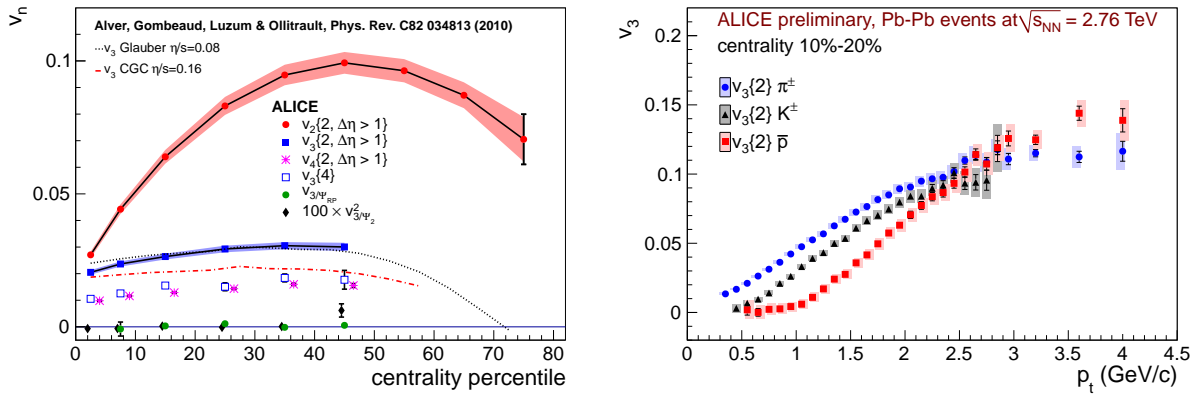 Alver, Gombeaud, Luzum & Ollitrault, Phys. Rev. C82 034813 (2010)
v3 Glauber η/s=0.08
v3 CGC η/s=0.16
ALICE
v2{2, Δη > 1}
v3{2, Δη > 1}
v4{2, Δη > 1}
v3{4}
v3/ΨRP
100 × v²3/Ψ2
vn
0.1
0.05
0
0 10 20 30 40 50 60 70 80
centrality percentile
ALICE preliminary, Pb-Pb events at √sNN = 2.76 TeV
centrality 10%-20%
v3{2} π±
v3{2} K±
v3{2} p̅
v3
0.2
0.15
0.1
0.05
0
0 0.5 1 1.5 2 2.5 3 3.5 4 4.5
pt (GeV/c)